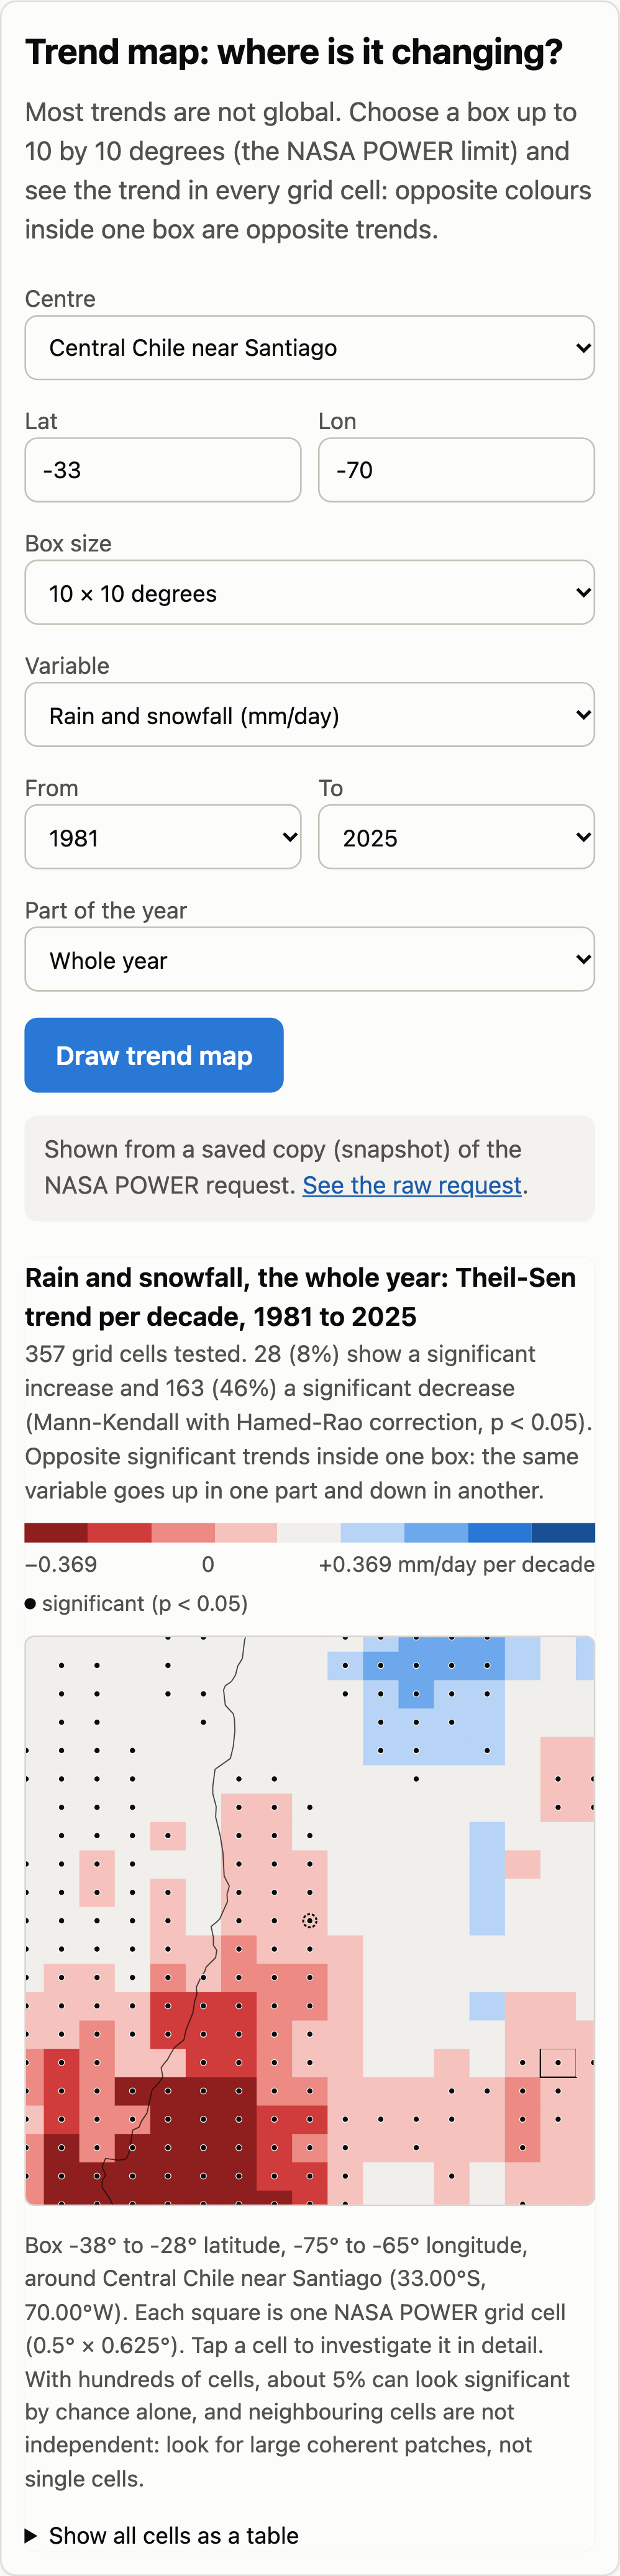 Trend map: where is it changing?
Most trends are not global. Choose a box up to
10 by 10 degrees (the NASA POWER limit) and
see the trend in every grid cell: opposite colours
inside one box are opposite trends.
Centre
Central Chile near Santiago
Lat
Lon
-33
-70
Box size
10 × 10 degrees
Variable
Rain and snowfall (mm/day)
From
To
1981
2025
Part of the year
Whole year
Draw trend map
Shown from a saved copy (snapshot) of the
NASA POWER request. See the raw request.
Rain and snowfall, the whole year: Theil-Sen
trend per decade, 1981 to 2025
357 grid cells tested. 28 (8%) show a significant
increase and 163 (46%) a significant decrease
(Mann-Kendall with Hamed-Rao correction, p < 0.05).
Opposite significant trends inside one box: the same
variable goes up in one part and down in another.
−0.369 0 +0.369 mm/day per decade
significant (p < 0.05)
Box -38° to -28° latitude, -75° to -65° longitude,
around Central Chile near Santiago (33.00°S,
70.00°W). Each square is one NASA POWER grid cell
(0.5° × 0.625°). Tap a cell to investigate it in detail.
With hundreds of cells, about 5% can look significant
by chance alone, and neighbouring cells are not
independent: look for large coherent patches, not
single cells.
Show all cells as a table